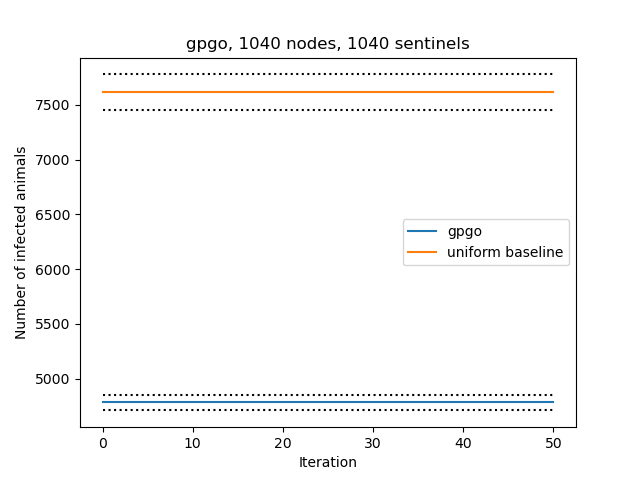 gpgo, 1040 nodes, 1040 sentinels
7500
7000
6500
6000
5500
5000
Number of infected animals
gpgo
uniform baseline
0 10 20 30 40 50
Iteration